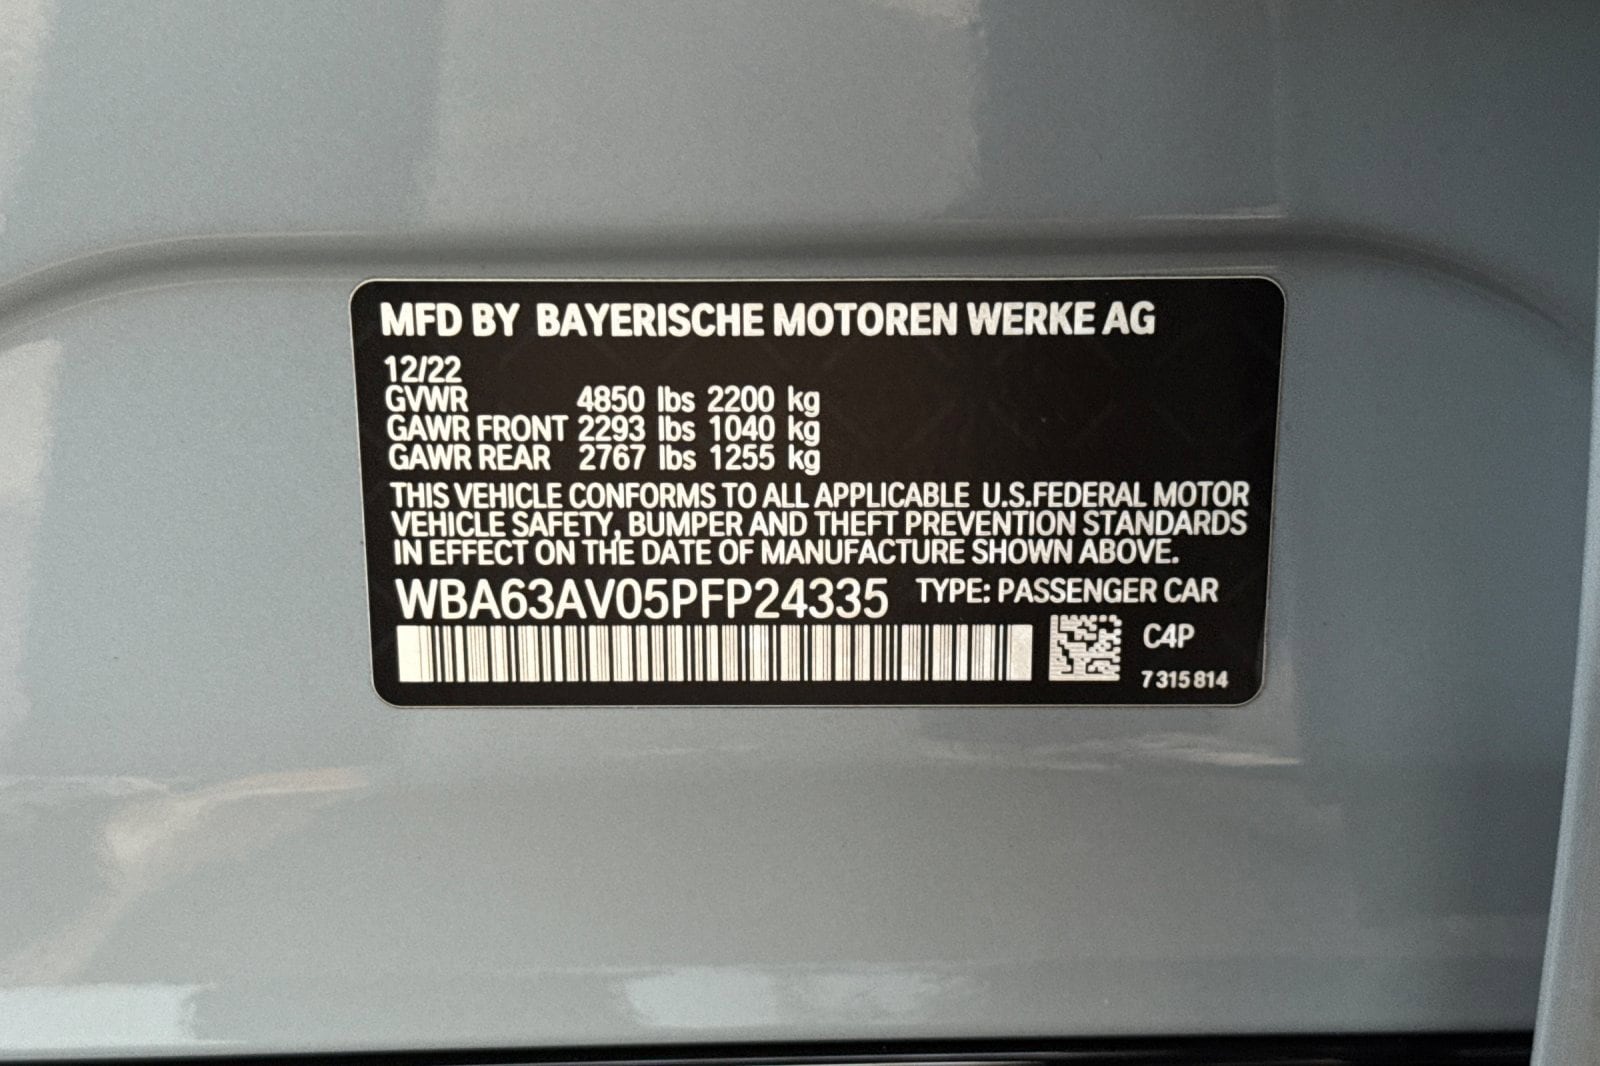 MFD BY BAYERISCHE MOTOREN WERKE AG
12/22
GVWR 4850 lbs 2200 kg
GAWR FRONT 2293 lbs 1040 kg
GAWR REAR 2767 lbs 1255 kg
THIS VEHICLE CONFORMS TO ALL APPLICABLE U.S.FEDERAL MOTOR
VEHICLE SAFETY, BUMPER AND THEFT PREVENTION STANDARDS
IN EFFECT ON THE DATE OF MANUFACTURE SHOWN ABOVE.
WBA63AV05PFP24335 TYPE: PASSENGER CAR
C4P
7 315 814